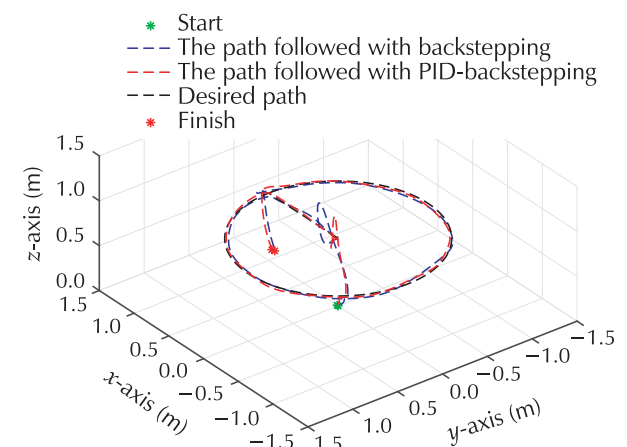 Start
The path followed with backstepping
The path followed with PID-backstepping
Desired path
Finish
1.5
1.0
0.5
0.0
z-axis (m)
1.5
1.0
0.5
0.0
−0.5
−1.0
−1.5
x-axis (m)
1.5
1.0
0.5
0.0
−0.5
−1.0
−1.5
y-axis (m)